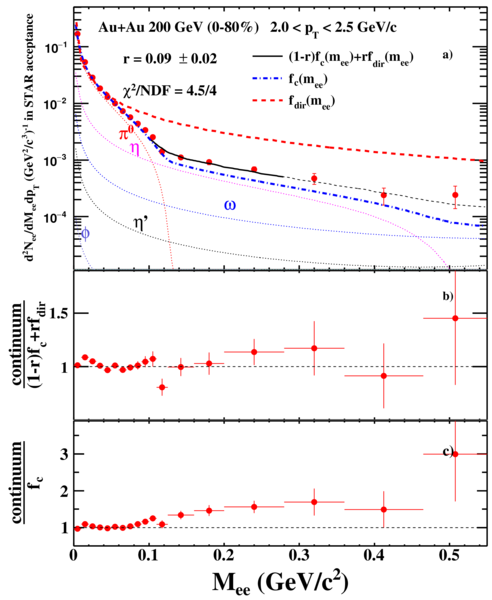 Au+Au 200 GeV (0-80%) 2.0 < p_T < 2.5 GeV/c
r = 0.09 ± 0.02
χ²/NDF = 4.5/4
(1-r)f_c(m_ee)+rf_dir(m_ee)
f_c(m_ee)
f_dir(m_ee)
a)
d²N_ee/dM_ee dp_T (GeV²/c³)⁻¹ in STAR acceptance
10⁻¹
10⁻²
10⁻³
10⁻⁴
π⁰
η
ω
η'
ϕ
b)
continuum
(1-r)f_c+rf_dir
1.5
1
c)
continuum
f_c
3
2
1
0 0.1 0.2 0.3 0.4 0.5
M_ee (GeV/c²)